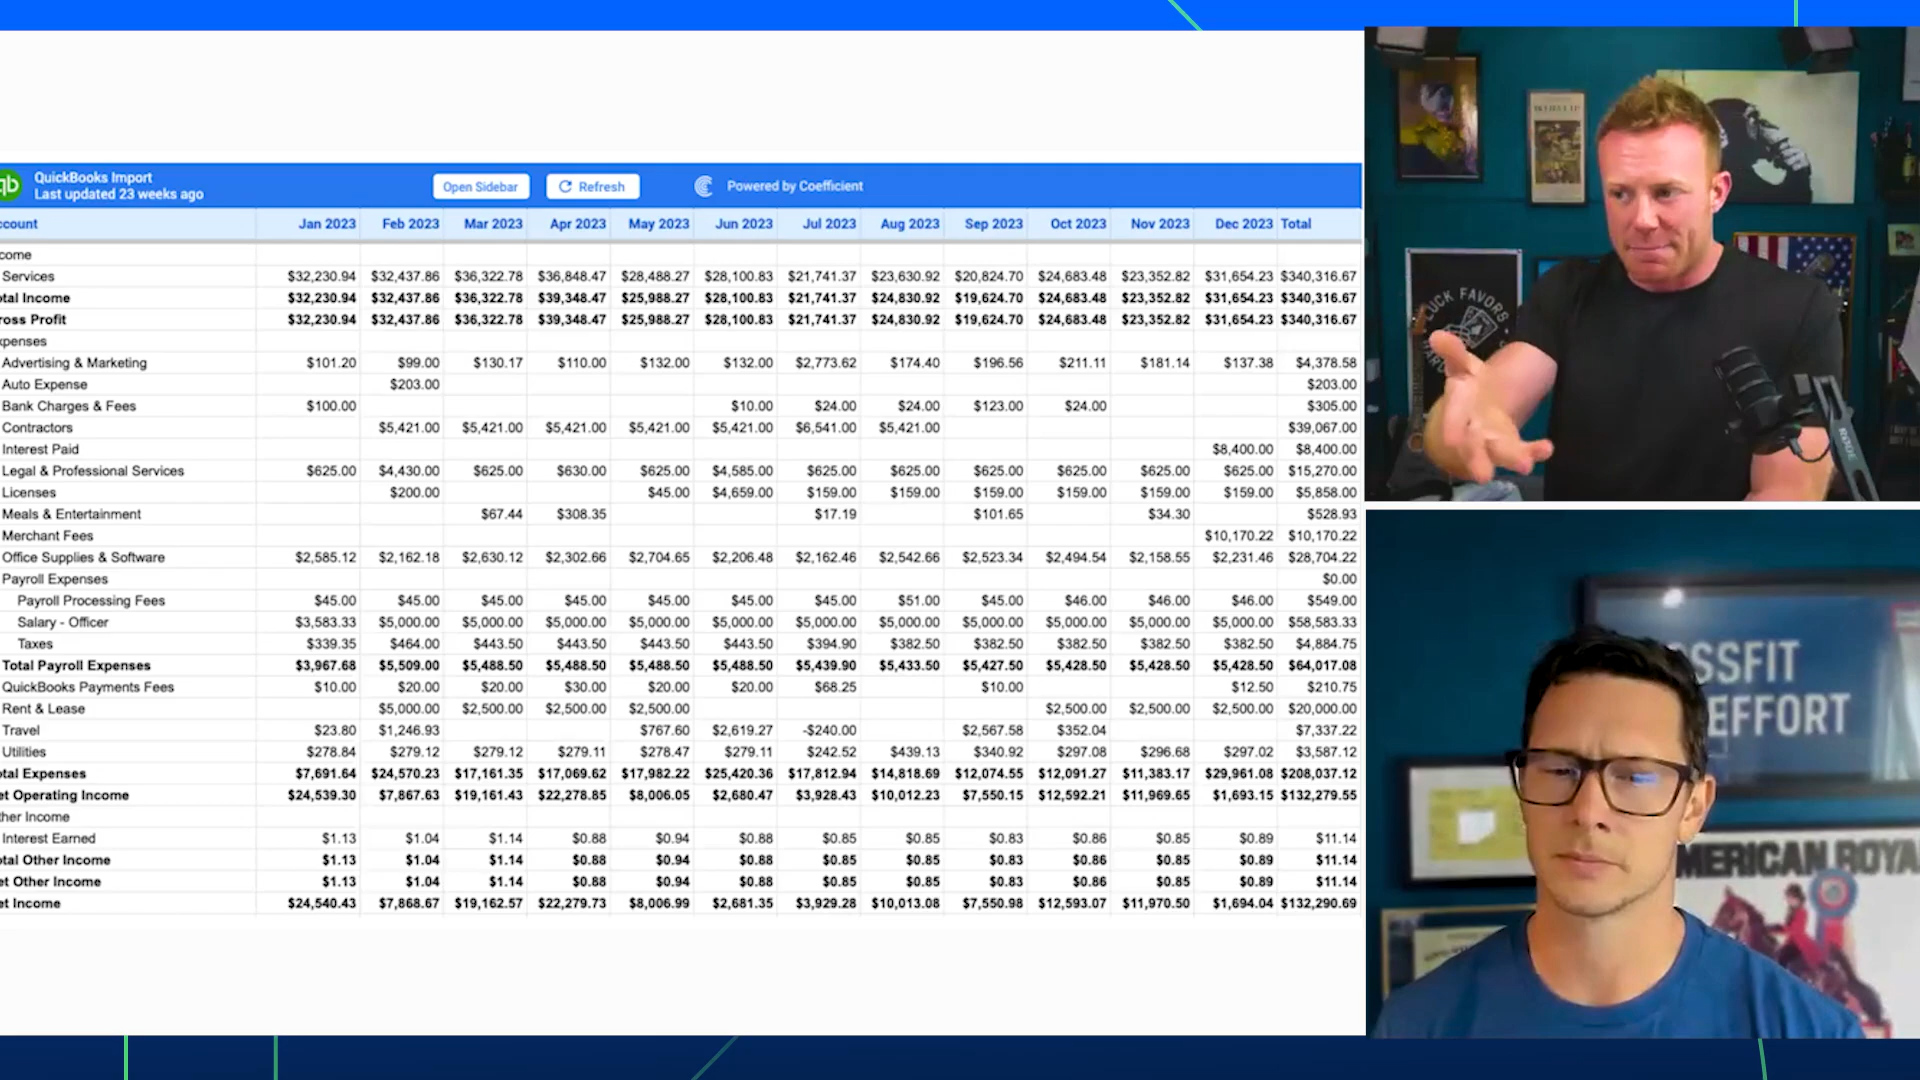 qb QuickBooks Import
Last updated 23 weeks ago
Open Sidebar Refresh Powered by Coefficient
ccount Jan 2023 Feb 2023 Mar 2023 Apr 2023 May 2023 Jun 2023 Jul 2023 Aug 2023 Sep 2023 Oct 2023 Nov 2023 Dec 2023 Total
come
Services $32,230.94 $32,437.86 $36,322.78 $36,848.47 $28,488.27 $28,100.83 $21,741.37 $23,630.92 $20,824.70 $24,683.48 $23,352.82 $31,654.23 $340,316.67
otal Income $32,230.94 $32,437.86 $36,322.78 $39,348.47 $25,988.27 $28,100.83 $21,741.37 $24,830.92 $19,624.70 $24,683.48 $23,352.82 $31,654.23 $340,316.67
ross Profit $32,230.94 $32,437.86 $36,322.78 $39,348.47 $25,988.27 $28,100.83 $21,741.37 $24,830.92 $19,624.70 $24,683.48 $23,352.82 $31,654.23 $340,316.67
xpenses
Advertising & Marketing $101.20 $99.00 $130.17 $110.00 $132.00 $132.00 $2,773.62 $174.40 $196.56 $211.11 $181.14 $137.38 $4,378.58
Auto Expense $203.00 $203.00
Bank Charges & Fees $100.00 $10.00 $24.00 $24.00 $123.00 $24.00 $305.00
Contractors $5,421.00 $5,421.00 $5,421.00 $5,421.00 $5,421.00 $6,541.00 $5,421.00 $39,067.00
Interest Paid $8,400.00 $8,400.00
Legal & Professional Services $625.00 $4,430.00 $625.00 $630.00 $625.00 $4,585.00 $625.00 $625.00 $625.00 $625.00 $625.00 $625.00 $15,270.00
Licenses $200.00 $45.00 $4,659.00 $159.00 $159.00 $159.00 $159.00 $159.00 $159.00 $5,858.00
Meals & Entertainment $67.44 $308.35 $17.19 $101.65 $34.30 $528.93
Merchant Fees $10,170.22 $10,170.22
Office Supplies & Software $2,585.12 $2,162.18 $2,630.12 $2,302.66 $2,704.65 $2,206.48 $2,162.46 $2,542.66 $2,523.34 $2,494.54 $2,158.55 $2,231.46 $28,704.22
Payroll Expenses $0.00
Payroll Processing Fees $45.00 $45.00 $45.00 $45.00 $45.00 $45.00 $45.00 $51.00 $45.00 $46.00 $46.00 $46.00 $549.00
Salary - Officer $3,583.33 $5,000.00 $5,000.00 $5,000.00 $5,000.00 $5,000.00 $5,000.00 $5,000.00 $5,000.00 $5,000.00 $5,000.00 $5,000.00 $58,583.33
Taxes $339.35 $464.00 $443.50 $443.50 $443.50 $443.50 $394.90 $382.50 $382.50 $382.50 $382.50 $382.50 $4,884.75
Total Payroll Expenses $3,967.68 $5,509.00 $5,488.50 $5,488.50 $5,488.50 $5,488.50 $5,439.90 $5,433.50 $5,427.50 $5,428.50 $5,428.50 $5,428.50 $64,017.08
QuickBooks Payments Fees $10.00 $20.00 $20.00 $30.00 $20.00 $20.00 $68.25 $10.00 $12.50 $210.75
Rent & Lease $5,000.00 $2,500.00 $2,500.00 $2,500.00 $2,500.00 $2,500.00 $2,500.00 $20,000.00
Travel $23.80 $1,246.93 $767.60 $2,619.27 -$240.00 $2,567.58 $352.04 $7,337.22
Utilities $278.84 $279.12 $279.12 $279.11 $278.47 $279.11 $242.52 $439.13 $340.92 $297.08 $296.68 $297.02 $3,587.12
otal Expenses $7,691.64 $24,570.23 $17,161.35 $17,069.62 $17,982.22 $25,420.36 $17,812.94 $14,818.69 $12,074.55 $12,091.27 $11,383.17 $29,961.08 $208,037.12
et Operating Income $24,539.30 $7,867.63 $19,161.43 $22,278.85 $8,006.05 $2,680.47 $3,928.43 $10,012.23 $7,550.15 $12,592.21 $11,969.65 $1,693.15 $132,279.55
ther Income
Interest Earned $1.13 $1.04 $1.14 $0.88 $0.94 $0.88 $0.85 $0.85 $0.83 $0.86 $0.85 $0.89 $11.14
otal Other Income $1.13 $1.04 $1.14 $0.88 $0.94 $0.88 $0.85 $0.85 $0.83 $0.86 $0.85 $0.89 $11.14
et Other Income $1.13 $1.04 $1.14 $0.88 $0.94 $0.88 $0.85 $0.85 $0.83 $0.86 $0.85 $0.89 $11.14
et Income $24,540.43 $7,868.67 $19,162.57 $22,279.73 $8,006.99 $2,681.35 $3,929.28 $10,013.08 $7,550.98 $12,593.07 $11,970.50 $1,694.04 $132,290.69
LUCK FAVORS
RODE
OSSFIT
EFFORT
MERICAN ROYA